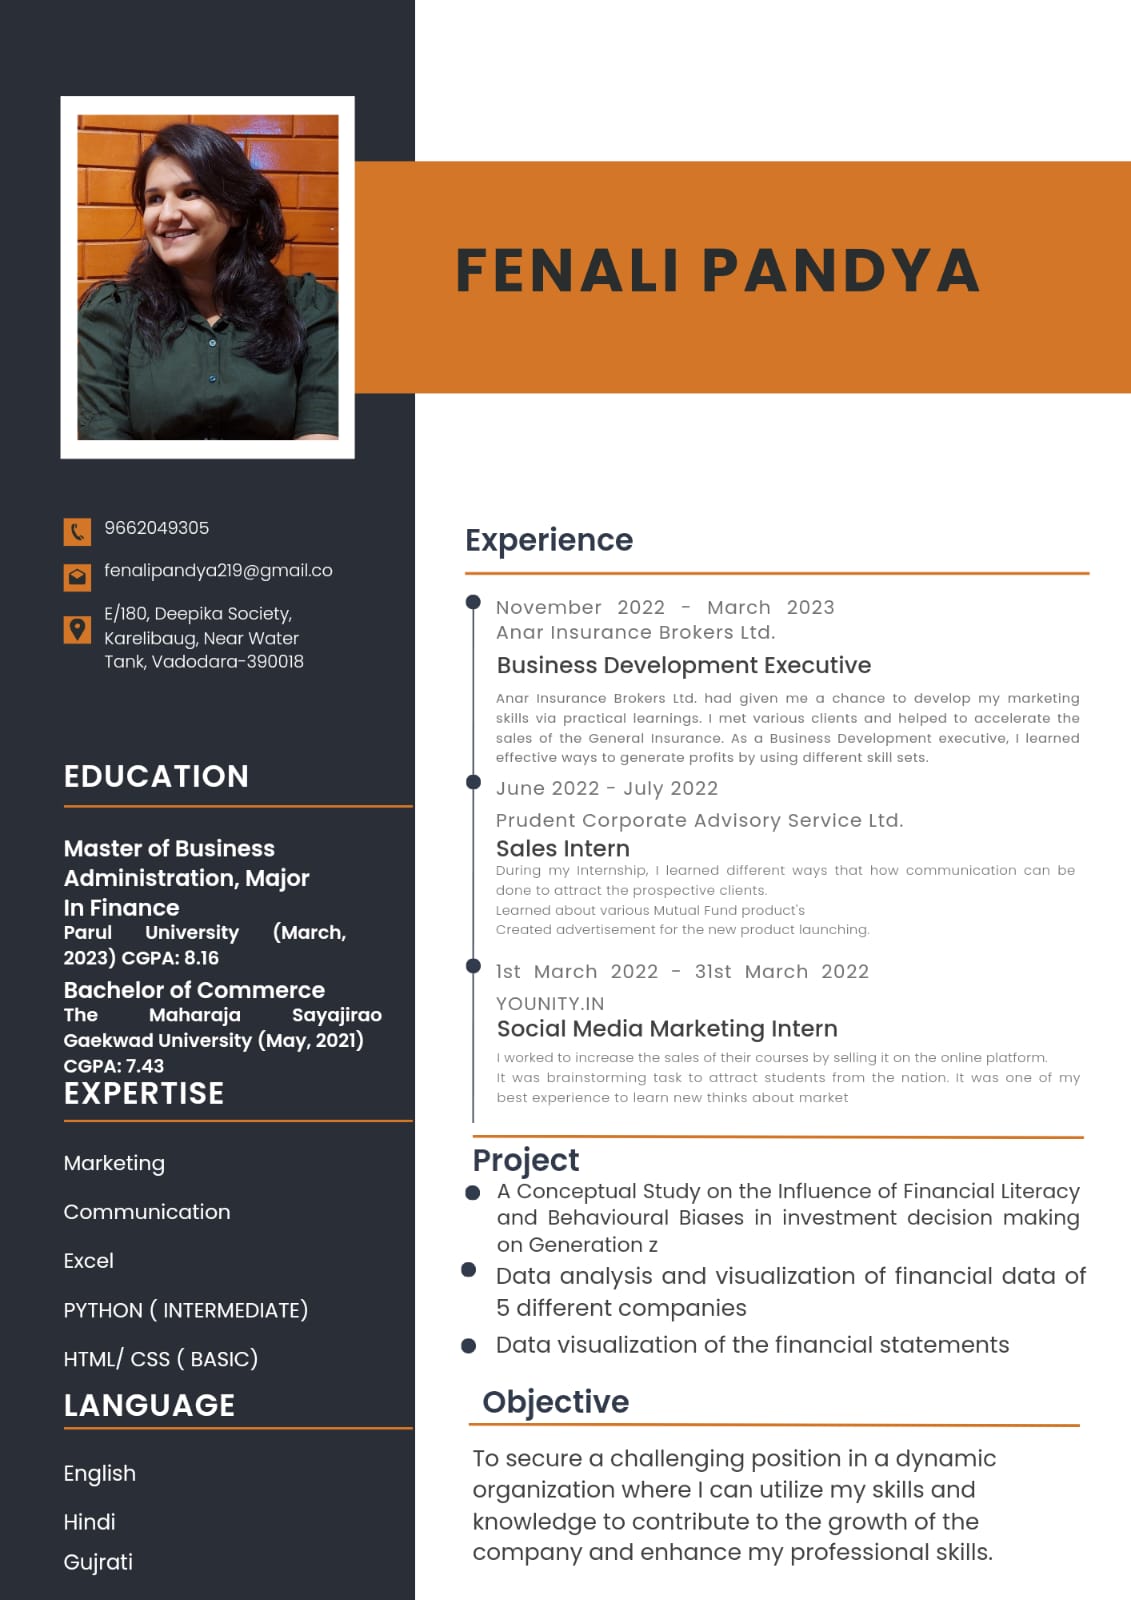 FENALI PANDYA
9662049305
fenalipandya219@gmail.co
E/180, Deepika Society,
Karelibaug, Near Water
Tank, Vadodara-390018
EDUCATION
Master of Business
Administration, Major
In Finance
Parul University (March,
2023) CGPA: 8.16
Bachelor of Commerce
The Maharaja Sayajirao
Gaekwad University (May, 2021)
CGPA: 7.43
EXPERTISE
Marketing
Communication
Excel
PYTHON ( INTERMEDIATE)
HTML/ CSS ( BASIC)
LANGUAGE
English
Hindi
Gujrati
Experience
November 2022 - March 2023
Anar Insurance Brokers Ltd.
Business Development Executive
Anar Insurance Brokers Ltd. had given me a chance to develop my marketing
skills via practical learnings. I met various clients and helped to accelerate the
sales of the General Insurance. As a Business Development executive, I learned
effective ways to generate profits by using different skill sets.
June 2022 - July 2022
Prudent Corporate Advisory Service Ltd.
Sales Intern
During my Internship, I learned different ways that how communication can be
done to attract the prospective clients.
Learned about various Mutual Fund product's
Created advertisement for the new product launching.
1st March 2022 - 31st March 2022
YOUNITY.IN
Social Media Marketing Intern
I worked to increase the sales of their courses by selling it on the online platform.
It was brainstorming task to attract students from the nation. It was one of my
best experience to learn new thinks about market
Project
A Conceptual Study on the Influence of Financial Literacy
and Behavioural Biases in investment decision making
on Generation z
Data analysis and visualization of financial data of
5 different companies
Data visualization of the financial statements
Objective
To secure a challenging position in a dynamic
organization where I can utilize my skills and
knowledge to contribute to the growth of the
company and enhance my professional skills.